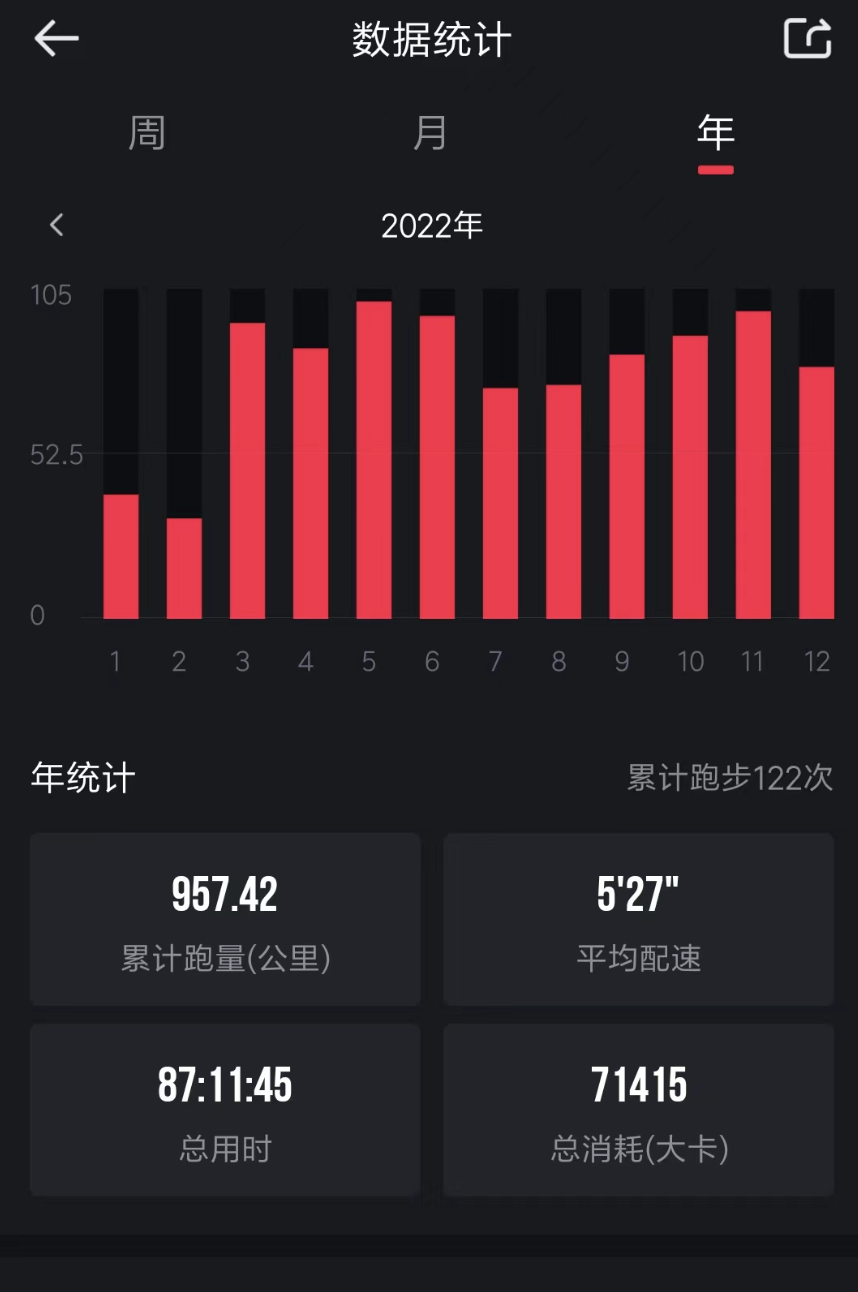 数据统计
周 月 年
2022年
105
52.5
0
1 2 3 4 5 6 7 8 9 10 11 12
年统计 累计跑步122次
957.42 5'27"
累计跑量(公里) 平均配速
87:11:45 71415
总用时 总消耗(大卡)